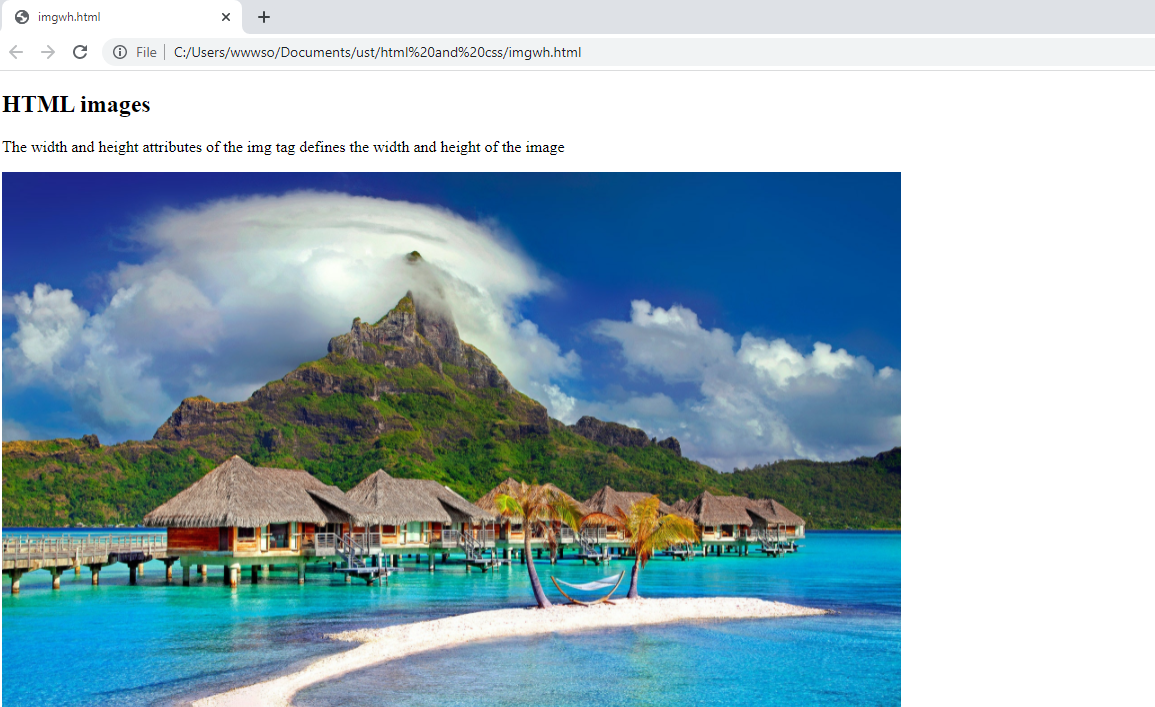 imgwh.html
File
C:/Users/wwwso/Documents/ust/html%20and%20css/imgwh.html
HTML images
The width and height attributes of the img tag defines the width and height of the image